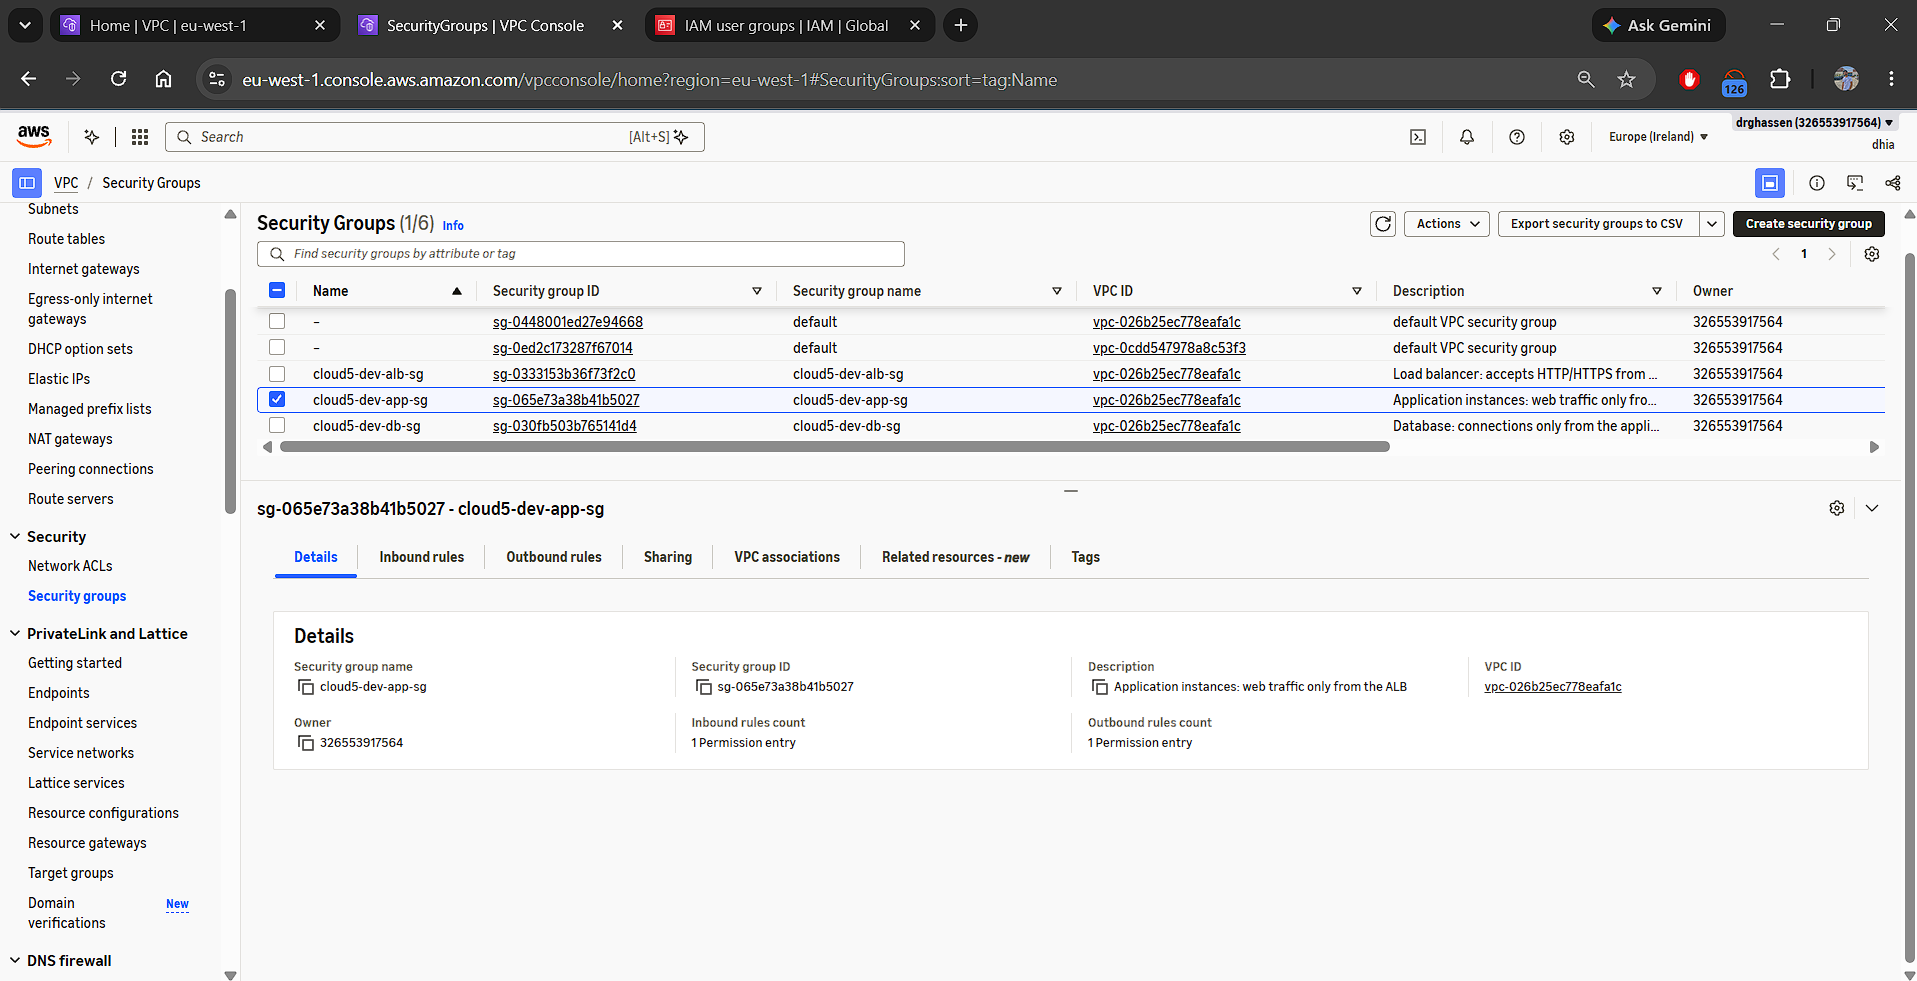 Home | VPC | eu-west-1
SecurityGroups | VPC Console
IAM user groups | IAM | Global
Ask Gemini
eu-west-1.console.aws.amazon.com/vpcconsole/home?region=eu-west-1#SecurityGroups:sort=tag:Name
126
aws
Search
[Alt+S]
Europe (Ireland)
drghassen (326553917564)
dhia
VPC / Security Groups
Subnets
Route tables
Internet gateways
Egress-only internet
gateways
DHCP option sets
Elastic IPs
Managed prefix lists
NAT gateways
Peering connections
Route servers
Security
Network ACLs
Security groups
PrivateLink and Lattice
Getting started
Endpoints
Endpoint services
Service networks
Lattice services
Resource configurations
Resource gateways
Target groups
Domain
verifications
New
DNS firewall
Security Groups (1/6) Info
Actions
Export security groups to CSV
Create security group
Find security groups by attribute or tag
1
Name Security group ID Security group name VPC ID Description Owner
– sg-0448001ed27e94668 default vpc-026b25ec778eafa1c default VPC security group 326553917564
– sg-0ed2c173287f67014 default vpc-0cdd547978a8c53f3 default VPC security group 326553917564
cloud5-dev-alb-sg sg-0333153b36f73f2c0 cloud5-dev-alb-sg vpc-026b25ec778eafa1c Load balancer: accepts HTTP/HTTPS from ... 326553917564
cloud5-dev-app-sg sg-065e73a38b41b5027 cloud5-dev-app-sg vpc-026b25ec778eafa1c Application instances: web traffic only fro... 326553917564
cloud5-dev-db-sg sg-030fb503b765141d4 cloud5-dev-db-sg vpc-026b25ec778eafa1c Database: connections only from the appli... 326553917564
sg-065e73a38b41b5027 - cloud5-dev-app-sg
Details
Inbound rules
Outbound rules
Sharing
VPC associations
Related resources - new
Tags
Details
Security group name
cloud5-dev-app-sg
Security group ID
sg-065e73a38b41b5027
Description
Application instances: web traffic only from the ALB
VPC ID
vpc-026b25ec778eafa1c
Owner
326553917564
Inbound rules count
1 Permission entry
Outbound rules count
1 Permission entry